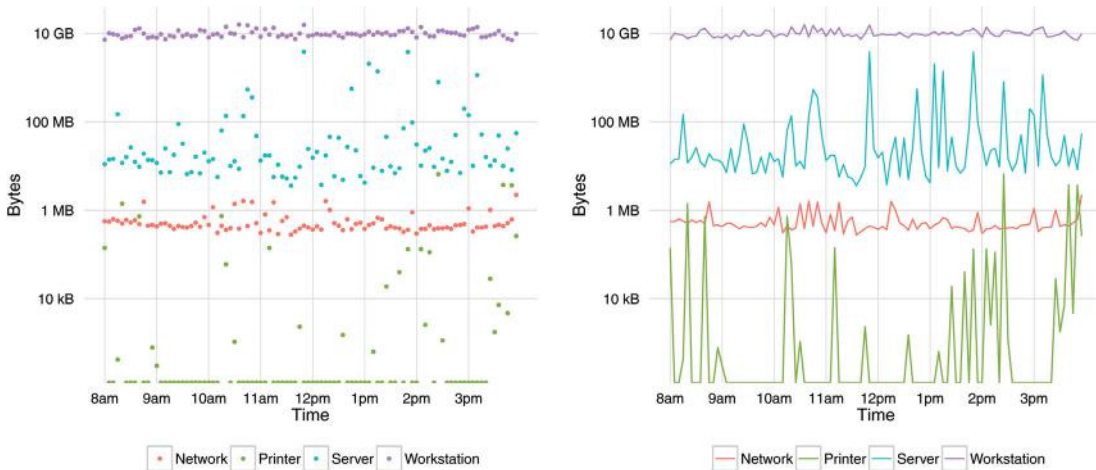 10 GB
100 MB
Bytes
1 MB
10 kB
8am 9am 10am 11am 12pm 1pm 2pm 3pm
Time
Network Printer Server Workstation
10 GB
100 MB
Bytes
1 MB
10 kB
8am 9am 10am 11am 12pm 1pm 2pm 3pm
Time
Network Printer Server Workstation